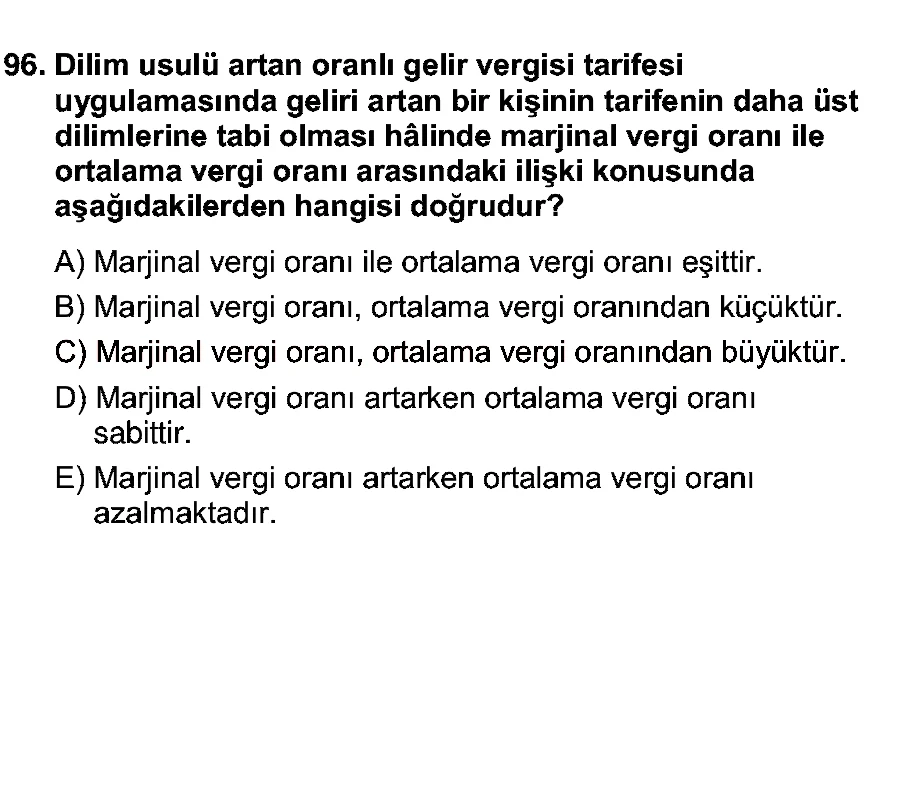 96. Dilim usulü artan oranlı gelir vergisi tarifesi
uygulamasında geliri artan bir kişinin tarifenin daha üst
dilimlerine tabi olması hâlinde marjinal vergi oranı ile
ortalama vergi oranı arasındaki ilişki konusunda
aşağıdakilerden hangisi doğrudur?
A) Marjinal vergi oranı ile ortalama vergi oranı eşittir.
B) Marjinal vergi oranı, ortalama vergi oranından küçüktür.
C) Marjinal vergi oranı, ortalama vergi oranından büyüktür.
D) Marjinal vergi oranı artarken ortalama vergi oranı
sabittir.
E) Marjinal vergi oranı artarken ortalama vergi oranı
azalmaktadır.